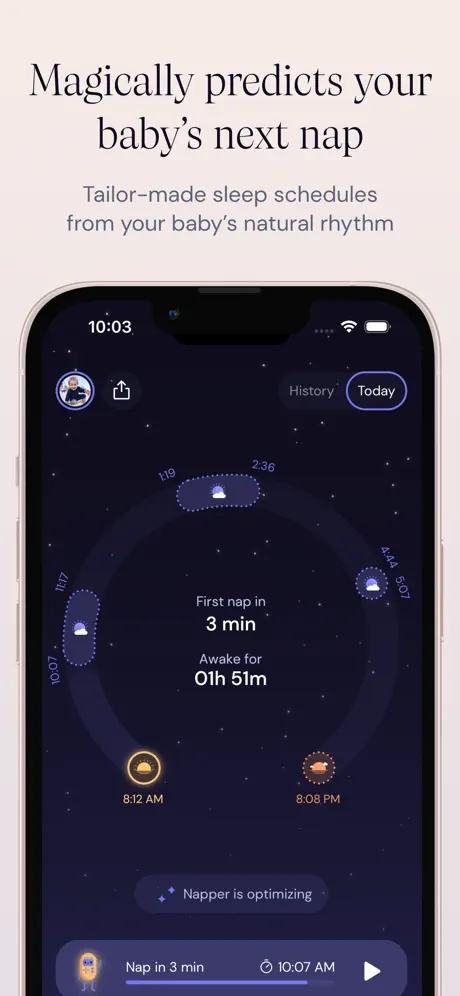 Magically predicts your
baby's next nap
Tailor-made sleep schedules
from your baby's natural rhythm
10:03
History
Today
1:19
2:36
4:44
5:07
11:17
10:07
First nap in
3 min
Awake for
01h 51m
8:12 AM
8:08 PM
Napper is optimizing
Nap in 3 min
10:07 AM